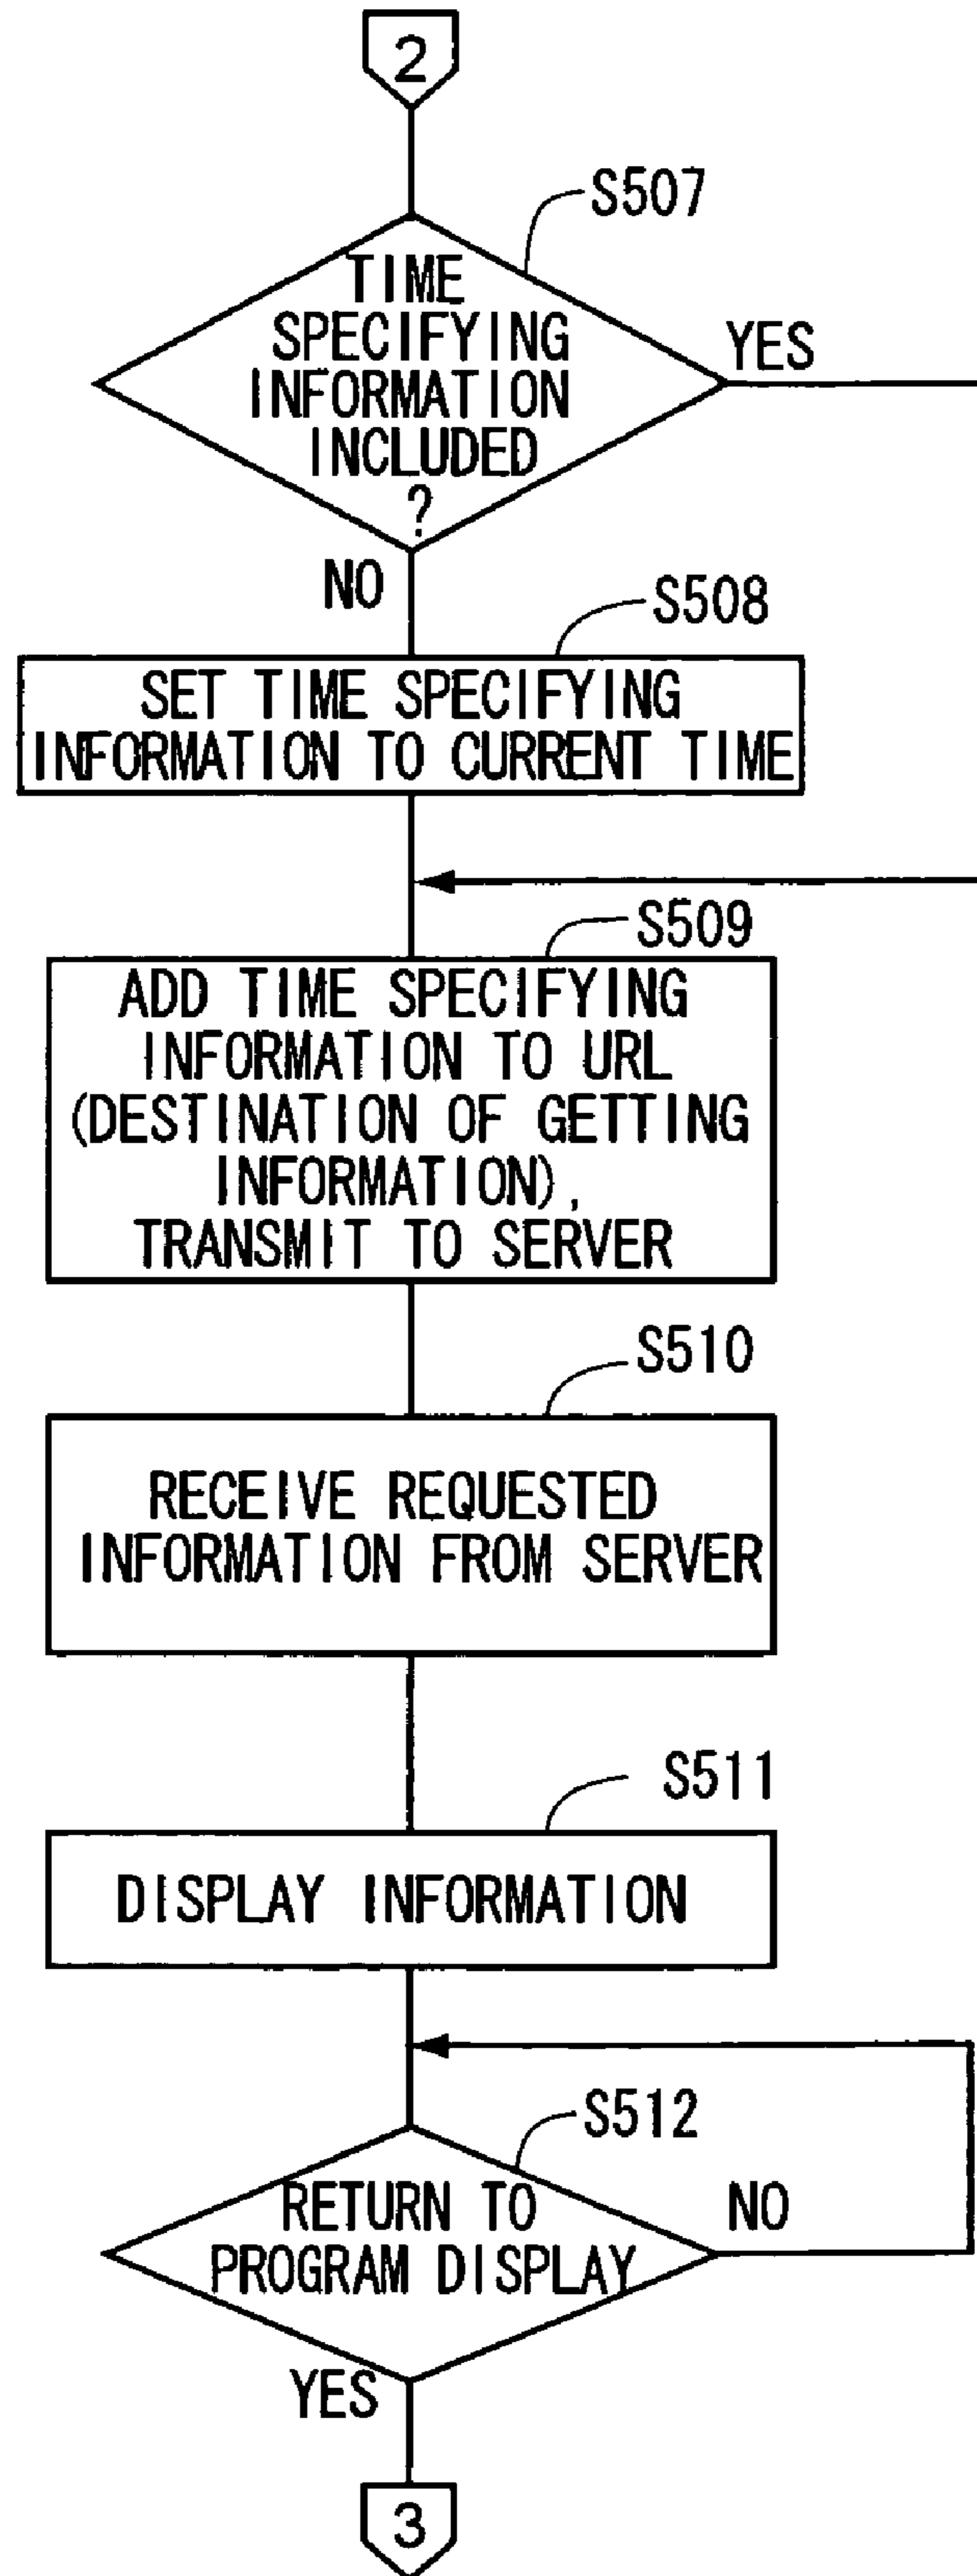 2
S507
TIME
SPECIFYING
INFORMATION
INCLUDED
?
YES
NO
S508
SET TIME SPECIFYING
INFORMATION TO CURRENT TIME
S509
ADD TIME SPECIFYING
INFORMATION TO URL
(DESTINATION OF GETTING
INFORMATION),
TRANSMIT TO SERVER
S510
RECEIVE REQUESTED
INFORMATION FROM SERVER
S511
DISPLAY INFORMATION
S512
RETURN TO
PROGRAM DISPLAY
NO
YES
3